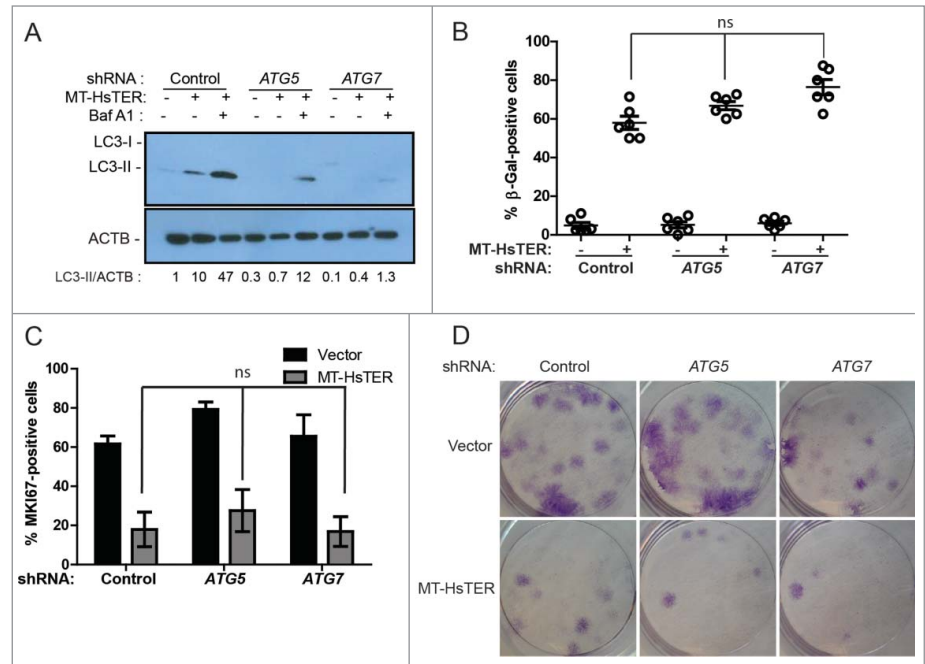 A
shRNA : Control ATG5 ATG7
MT-HsTER: - + + - + + - + +
Baf A1 : - - + - - + - - +
LC3-I -
LC3-II -
ACTB -
LC3-II/ACTB : 1 10 47 0.3 0.7 12 0.1 0.4 1.3
B
ns
% β-Gal-positive cells
100
80
60
40
20
0
MT-HsTER: - + - + - +
shRNA: Control ATG5 ATG7
C
Vector
MT-HsTER
ns
% MKI67-positive cells
100
80
60
40
20
0
shRNA: Control ATG5 ATG7
D
shRNA: Control ATG5 ATG7
Vector
MT-HsTER